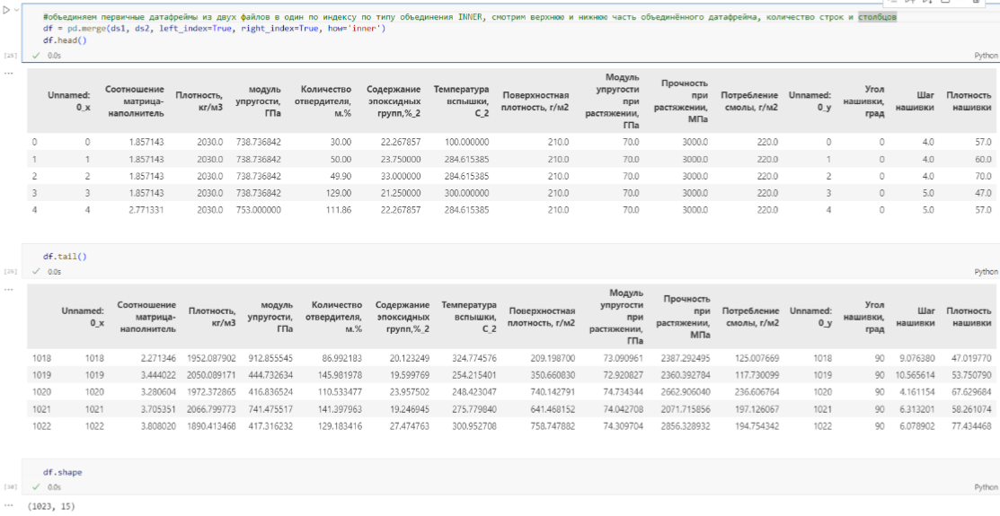 #объединяем первичные датафреймы из двух файлов в один по индексу по типу объединения INNER, смотрим верхнюю и нижнюю часть объединённого датафрейма, количество строк и столбцов
df = pd.merge(ds1, ds2, left_index=True, right_index=True, how='inner')
df.head()
[25] ✓ 0.0s Python
Unnamed: 0_x Соотношение матрица-наполнитель Плотность, кг/м3 модуль упругости, ГПа Количество отвердителя, м.% Содержание эпоксидных групп,%_2 Температура вспышки, С_2 Поверхностная плотность, г/м2 Модуль упругости при растяжении, ГПа Прочность при растяжении, МПа Потребление смолы, г/м2 Unnamed: 0_y Угол нашивки, град Шаг нашивки Плотность нашивки
0 0 1.857143 2030.0 738.736842 30.00 22.267857 100.000000 210.0 70.0 3000.0 220.0 0 0 4.0 57.0
1 1 1.857143 2030.0 738.736842 50.00 23.750000 284.615385 210.0 70.0 3000.0 220.0 1 0 4.0 60.0
2 2 1.857143 2030.0 738.736842 49.90 33.000000 284.615385 210.0 70.0 3000.0 220.0 2 0 4.0 70.0
3 3 1.857143 2030.0 738.736842 129.00 21.250000 300.000000 210.0 70.0 3000.0 220.0 3 0 5.0 47.0
4 4 2.771331 2030.0 753.000000 111.86 22.267857 284.615385 210.0 70.0 3000.0 220.0 4 0 5.0 57.0
df.tail()
[26] ✓ 0.0s Python
Unnamed: 0_x Соотношение матрица-наполнитель Плотность, кг/м3 модуль упругости, ГПа Количество отвердителя, м.% Содержание эпоксидных групп,%_2 Температура вспышки, С_2 Поверхностная плотность, г/м2 Модуль упругости при растяжении, ГПа Прочность при растяжении, МПа Потребление смолы, г/м2 Unnamed: 0_y Угол нашивки, град Шаг нашивки Плотность нашивки
1018 1018 2.271346 1952.087902 912.855545 86.992183 20.123249 324.774576 209.198700 73.090961 2387.292495 125.007669 1018 90 9.076380 47.019770
1019 1019 3.444022 2050.089171 444.732634 145.981978 19.599769 254.215401 350.660830 72.920827 2360.392784 117.730099 1019 90 10.565614 53.750790
1020 1020 3.280604 1972.372865 416.836524 110.533477 23.957502 248.423047 740.142791 74.734344 2662.906040 236.606764 1020 90 4.161154 67.629684
1021 1021 3.705351 2066.799773 741.475517 141.397963 19.246945 275.779840 641.468152 74.042708 2071.715856 197.126067 1021 90 6.313201 58.261074
1022 1022 3.808020 1890.413468 417.316232 129.183416 27.474763 300.952708 758.747882 74.309704 2856.328932 194.754342 1022 90 6.078902 77.434468
df.shape
[30] ✓ 0.0s Python
(1023, 15)